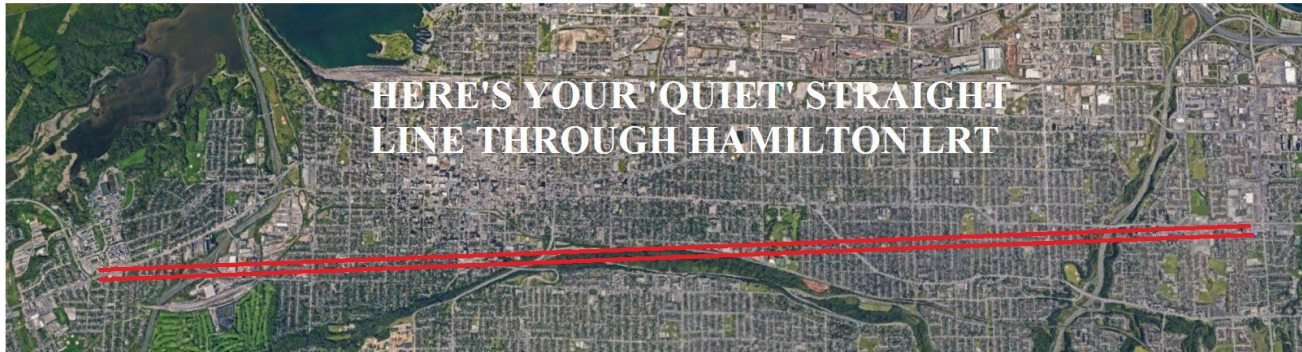 HERE'S YOUR 'QUIET' STRAIGHT
LINE THROUGH HAMILTON LRT